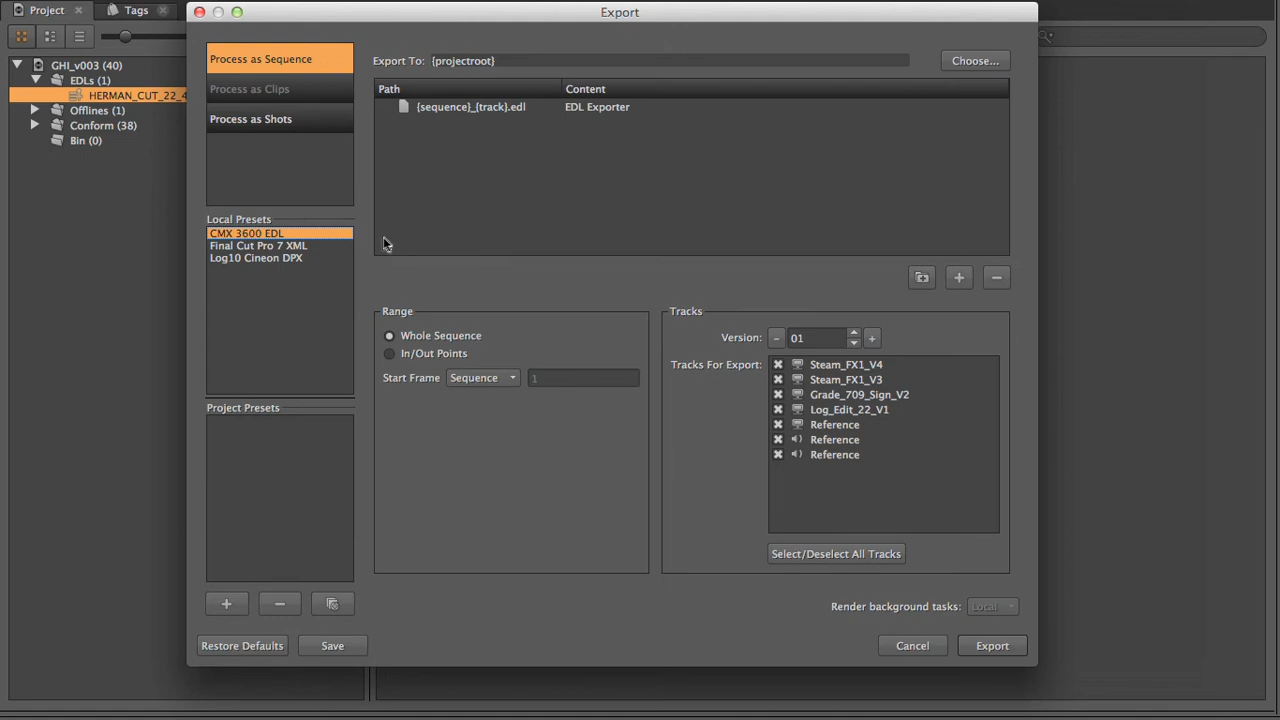 Project
Tags
Export
GHI_v003 (40)
EDLs (1)
HERMAN_CUT_22_4
Offlines (1)
Conform (38)
Bin (0)
Process as Sequence
Process as Clips
Process as Shots
Export To: {projectroot}
Choose...
Path Content
{sequence}_{track}.edl EDL Exporter
Local Presets
CMX 3600 EDL
Final Cut Pro 7 XML
Log10 Cineon DPX
Project Presets
Range
Whole Sequence
In/Out Points
Start Frame Sequence 1
Tracks
Version: - 01 +
Tracks For Export:
Steam_FX1_V4
Steam_FX1_V3
Grade_709_Sign_V2
Log_Edit_22_V1
Reference
Reference
Reference
Select/Deselect All Tracks
Render background tasks: Local
Restore Defaults
Save
Cancel
Export